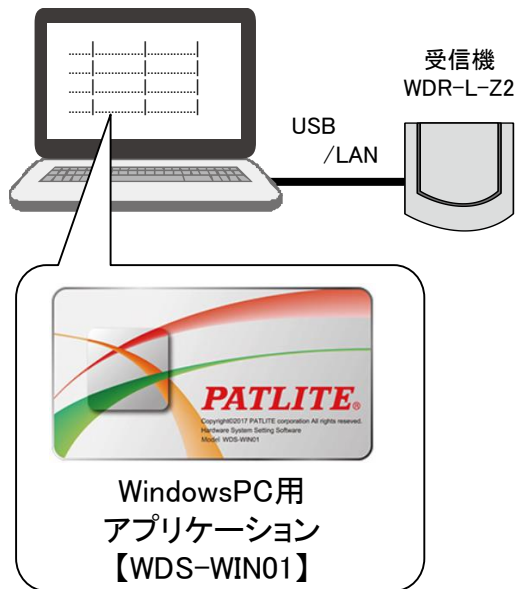 受信機
WDR-L-Z2
USB
/LAN
PATLITE®
Copyright©2017 PATLITE corporation All rights reseved.
Hardware System Setting Software
Model WDS-WIN01
WindowsPC用
アプリケーション
【WDS-WIN01】